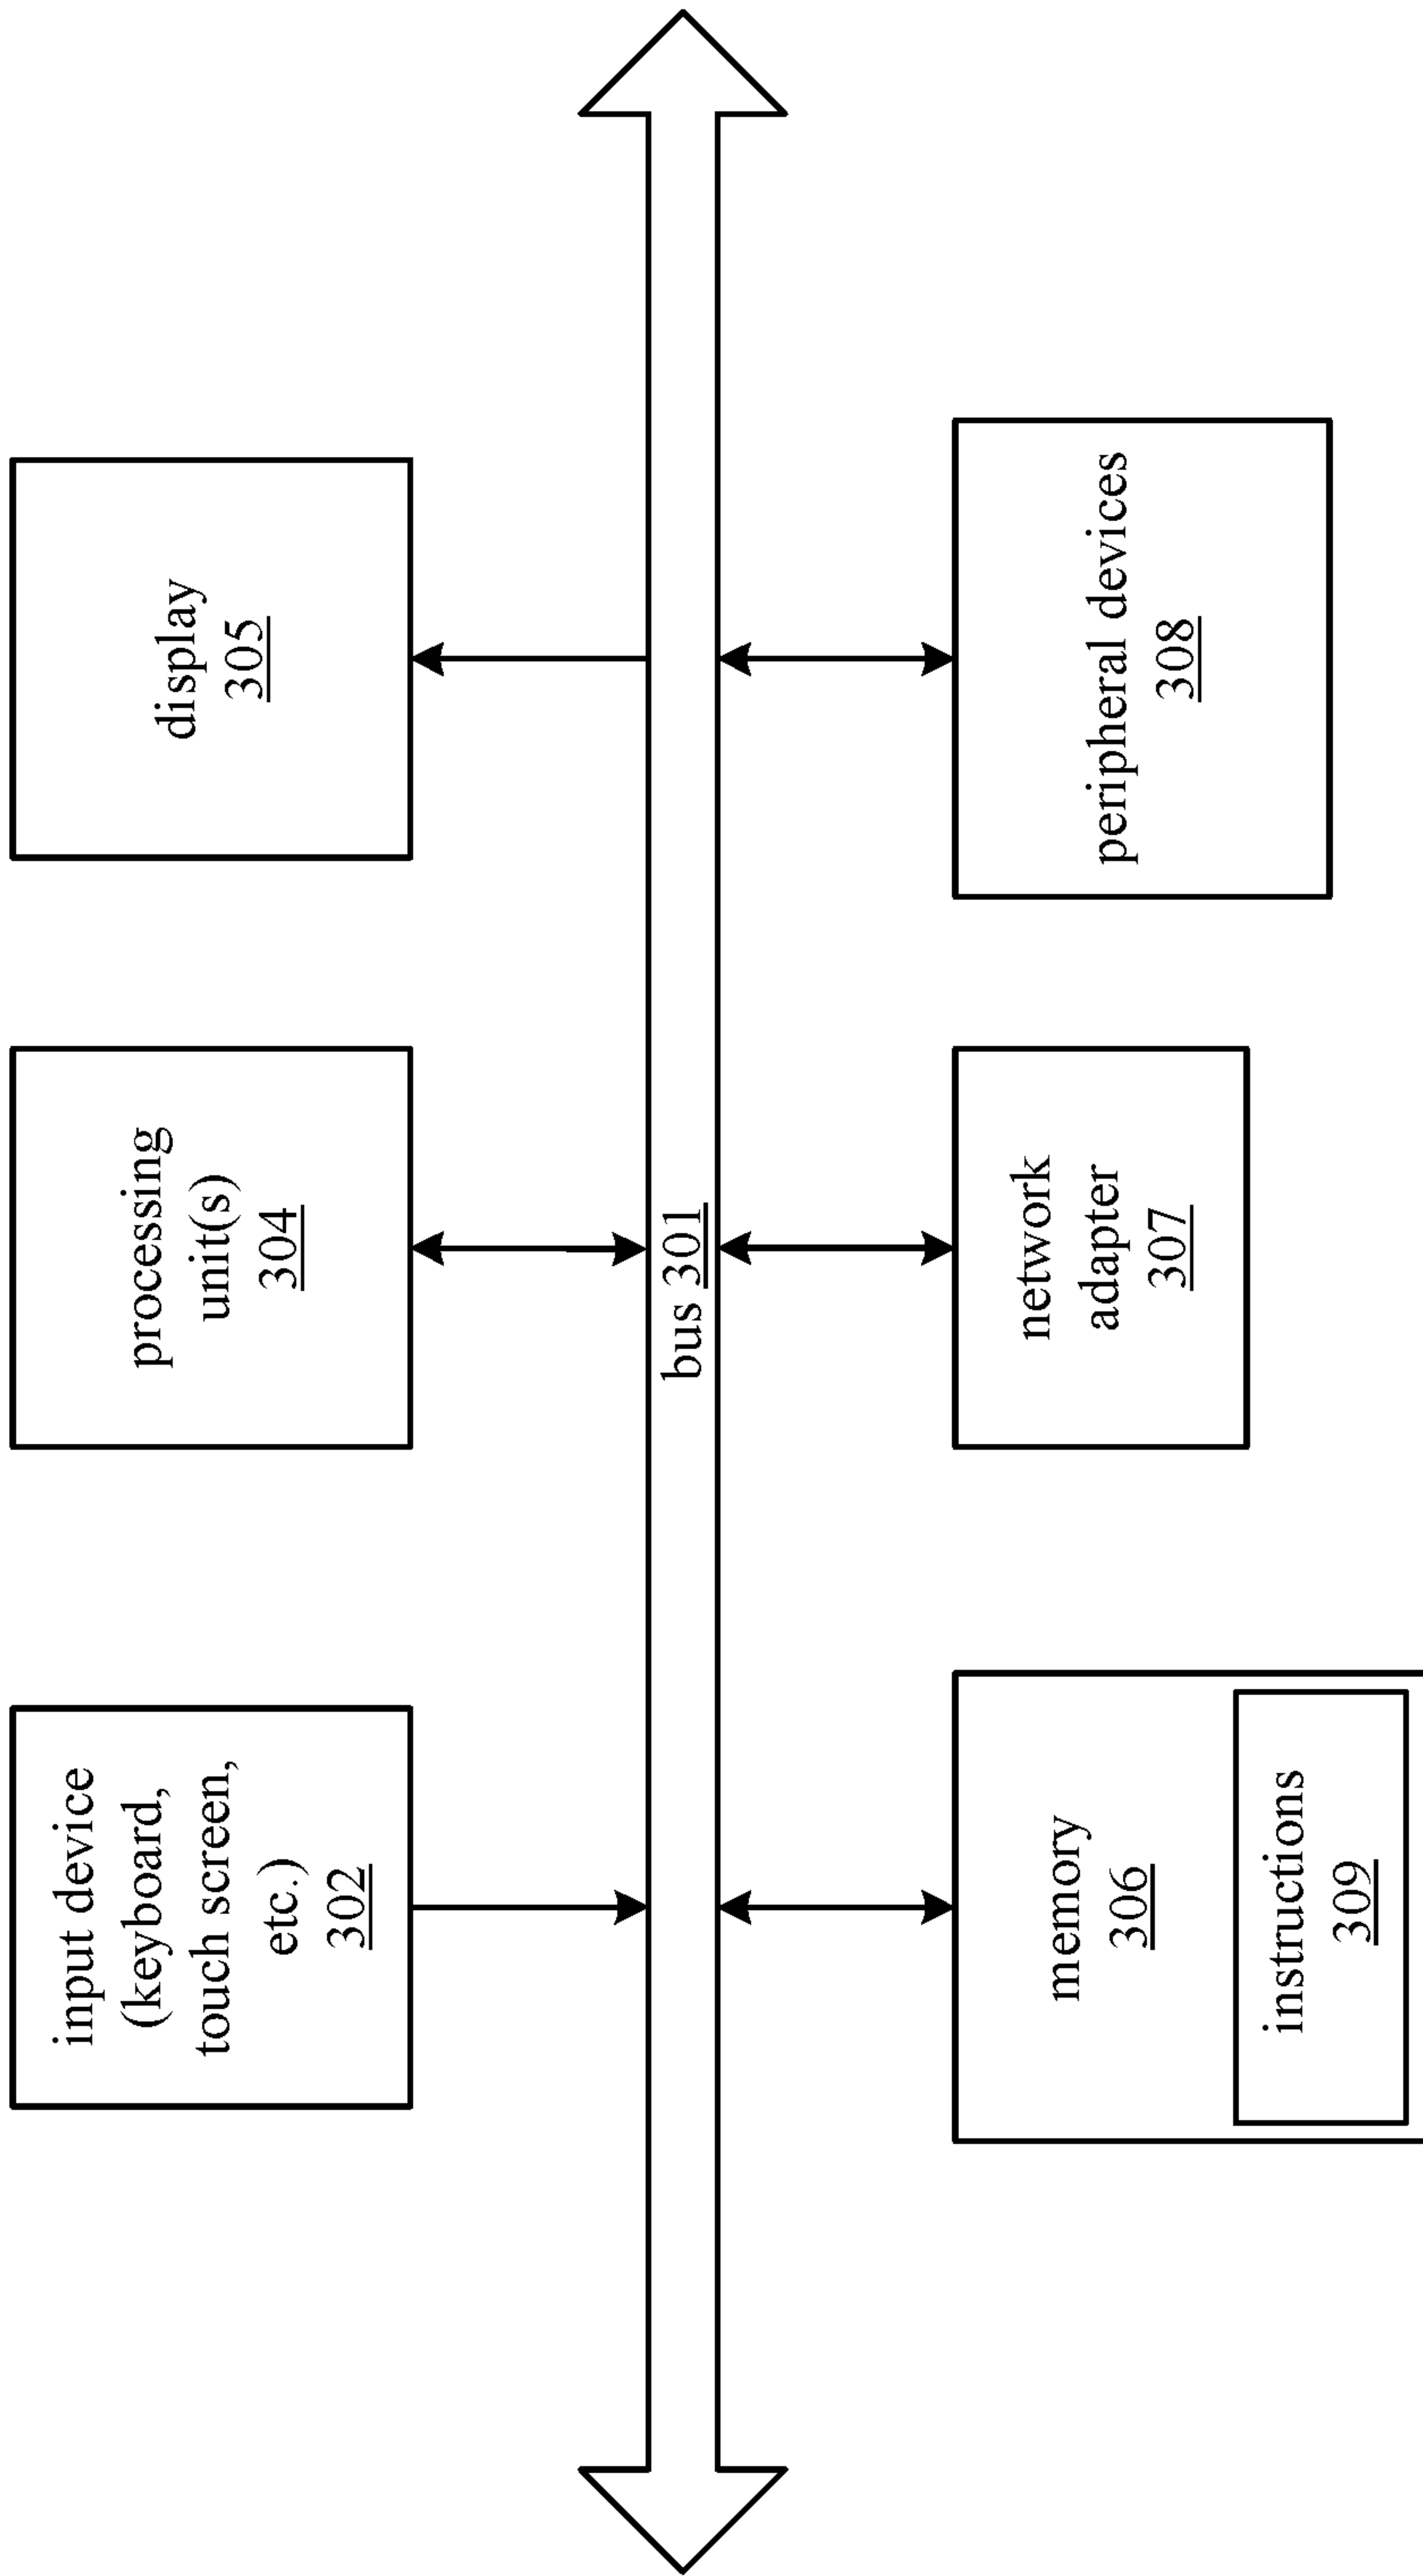 input device
(keyboard,
touch screen,
etc.)
302
processing
unit(s)
304
display
305
bus 301
memory
306
instructions
309
network
adapter
307
peripheral devices
308